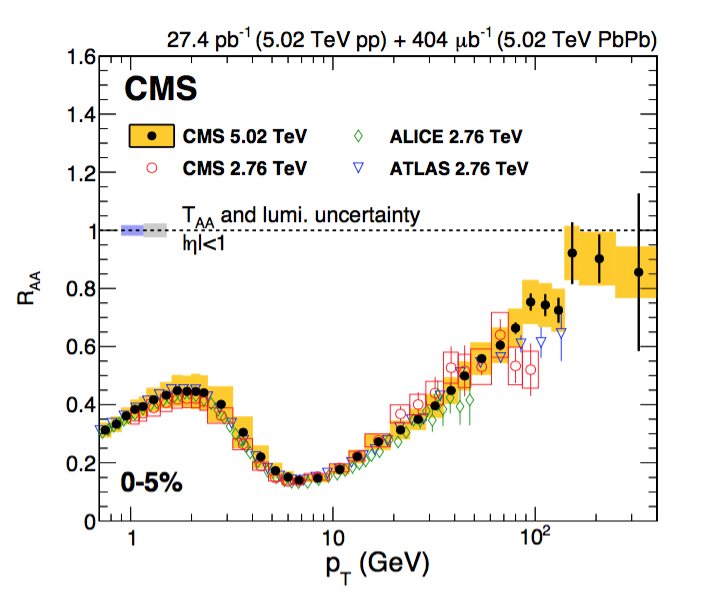 27.4 pb⁻¹ (5.02 TeV pp) + 404 μb⁻¹ (5.02 TeV PbPb)
1.6
CMS
1.4
CMS 5.02 TeV
ALICE 2.76 TeV
1.2
CMS 2.76 TeV
ATLAS 2.76 TeV
T_AA and lumi. uncertainty
1
|η|<1
R_AA
0.8
0.6
0.4
0.2
0-5%
0
1 10 10²
p_T (GeV)